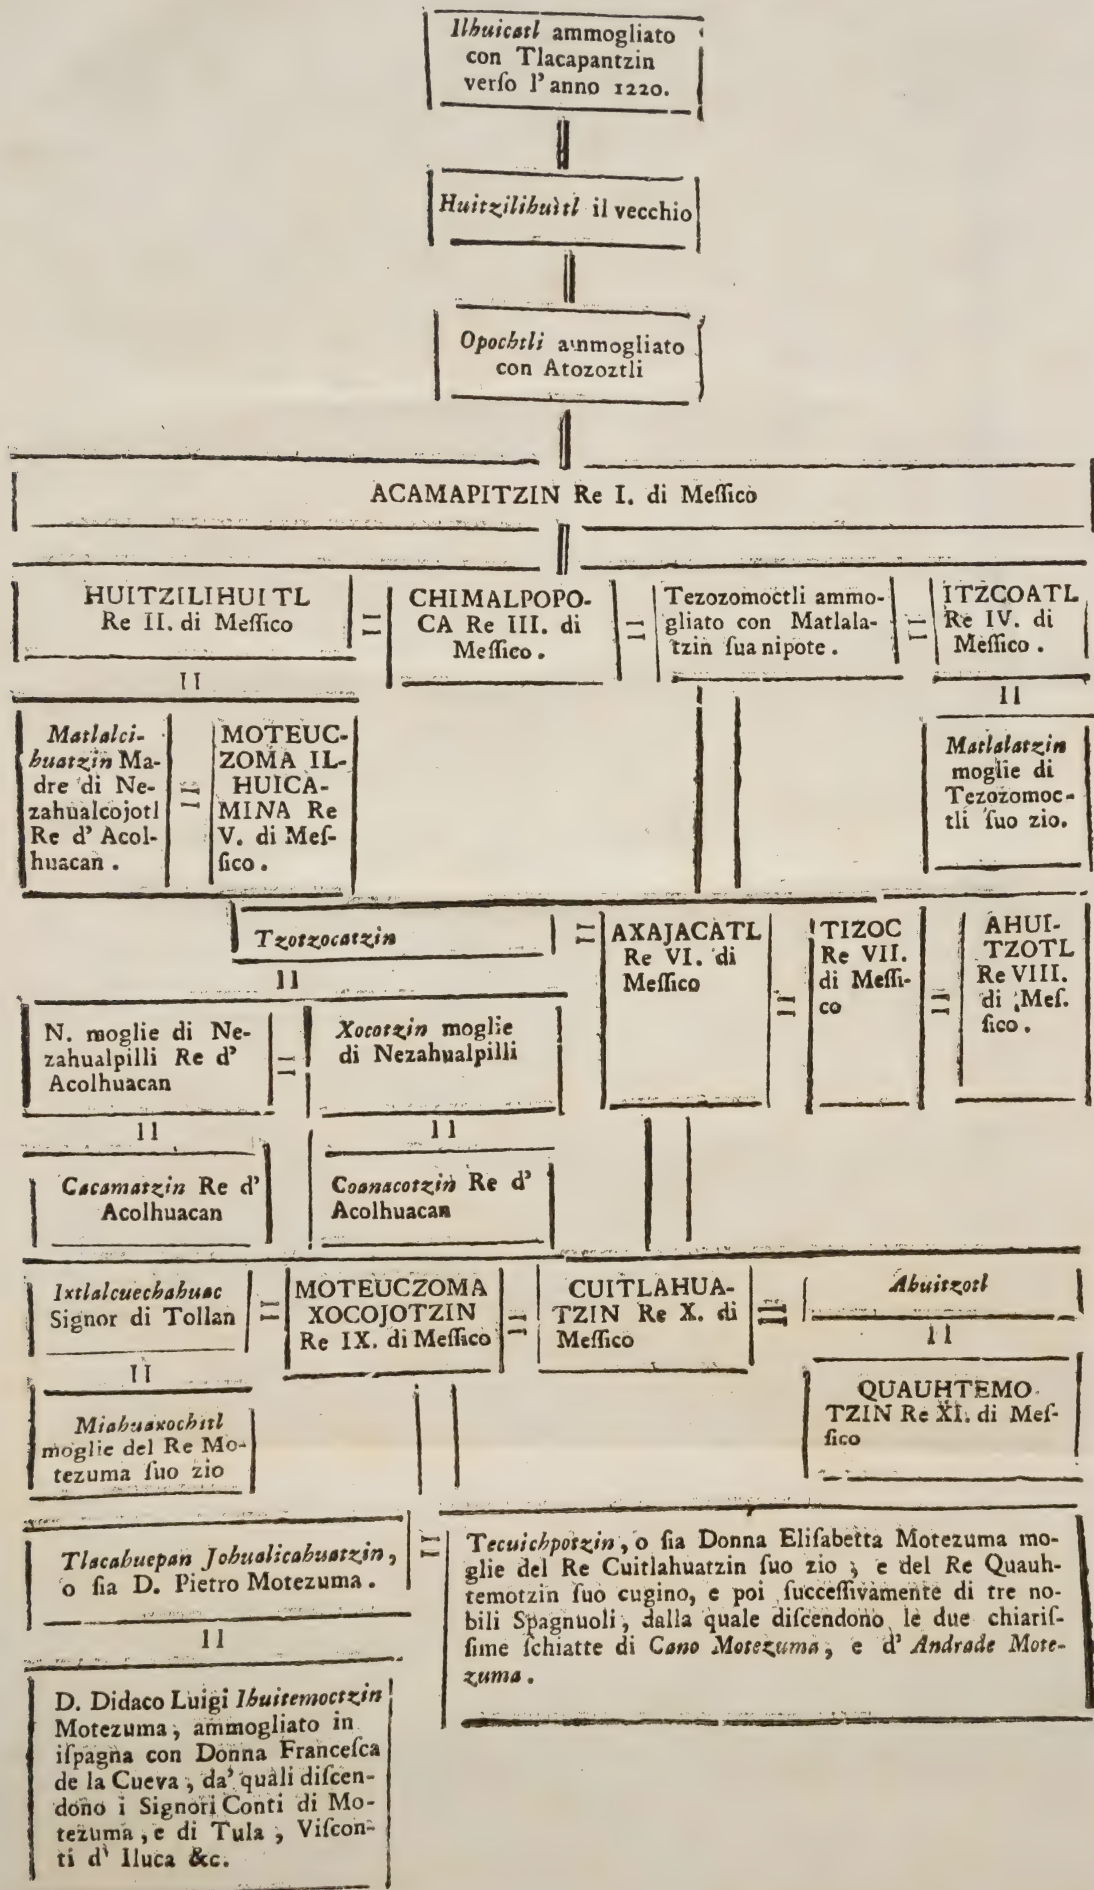 Ilhuicatl ammogliato
con Tlacapantzin
verſo l'anno 1220.
Huitzilihuitl il vecchio
Opochtli ammogliato
con Atozoztli
ACAMAPITZIN Re I. di Meſſico
HUITZILIHUITL
Re II. di Meſſico
CHIMALPOPO-
CA Re III. di
Meſſico.
Tezozomoctli ammo-
gliato con Matlala-
tzin ſua nipote.
ITZCOATL
Re IV. di
Meſſico.
Matlalci-
huatzin Ma-
dre di Ne-
zahualcojotl
Re d' Acol-
huacan.
MOTEUC-
ZOMA IL-
HUICA-
MINA Re
V. di Meſ-
ſico.
Matlalatzin
moglie di
Tezozomoc-
tli ſuo zio.
Tzotzocatzin
AXAJACATL
Re VI. di
Meſſico
TIZOC
Re VII.
di Meſſi-
co
AHUI-
TZOTL
Re VIII.
di Meſ.
ſico.
N. moglie di Ne-
zahualpilli Re d'
Acolhuacan
Xocotzin moglie
di Nezahualpilli
Cacamatzin Re d'
Acolhuacan
Coanacotzin Re d'
Acolhuacan
Ixtlalcuechahuac
Signor di Tollan
MOTEUCZOMA
XOCOJOTZIN
Re IX. di Meſſico
CUITLAHUA-
TZIN Re X. di
Meſſico
Ahuitzotl
Miahuaxochitl
moglie del Re Mo-
tezuma ſuo zio
QUAUHTEMO-
TZIN Re XI. di Meſ-
ſico
Tlacahuepan Johualicahuatzin,
o ſia D. Pietro Motezuma.
Tecuichpotzin, o ſia Donna Eliſabetta Motezuma mo-
glie del Re Cuitlahuatzin ſuo zio; e del Re Quauh-
temotzin ſuo cugino, e poi ſucceſſivamente di tre no-
bili Spagnuoli, dalla quale diſcendono le due chiariſ-
ſime ſchiatte di Cano Motezuma, e d' Andrade Mote-
zuma.
D. Didaco Luigi Ihuitemoctzin
Motezuma, ammogliato in
iſpagna con Donna Franceſca
de la Cueva, da' quali diſcen-
dono i Signori Conti di Mo-
tezuma, e di Tula, Viſcon-
ti d' Iluca &c.